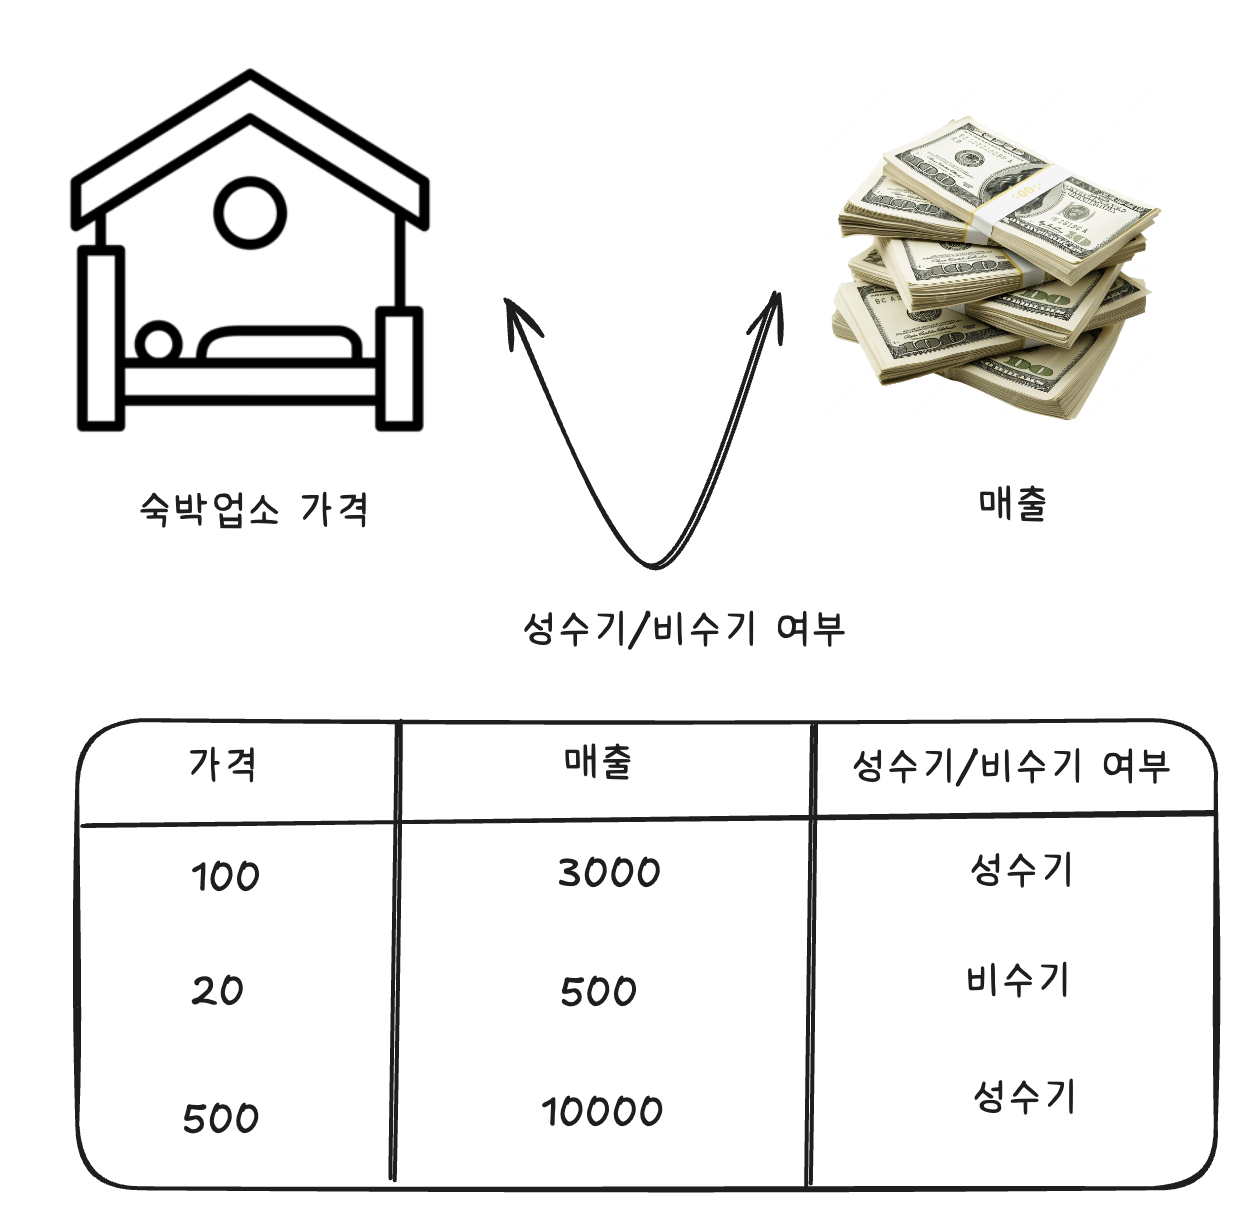 숙박업소 가격
매출
성수기/비수기 여부
가격 매출 성수기/비수기 여부
100 3000 성수기
20 500 비수기
500 10000 성수기